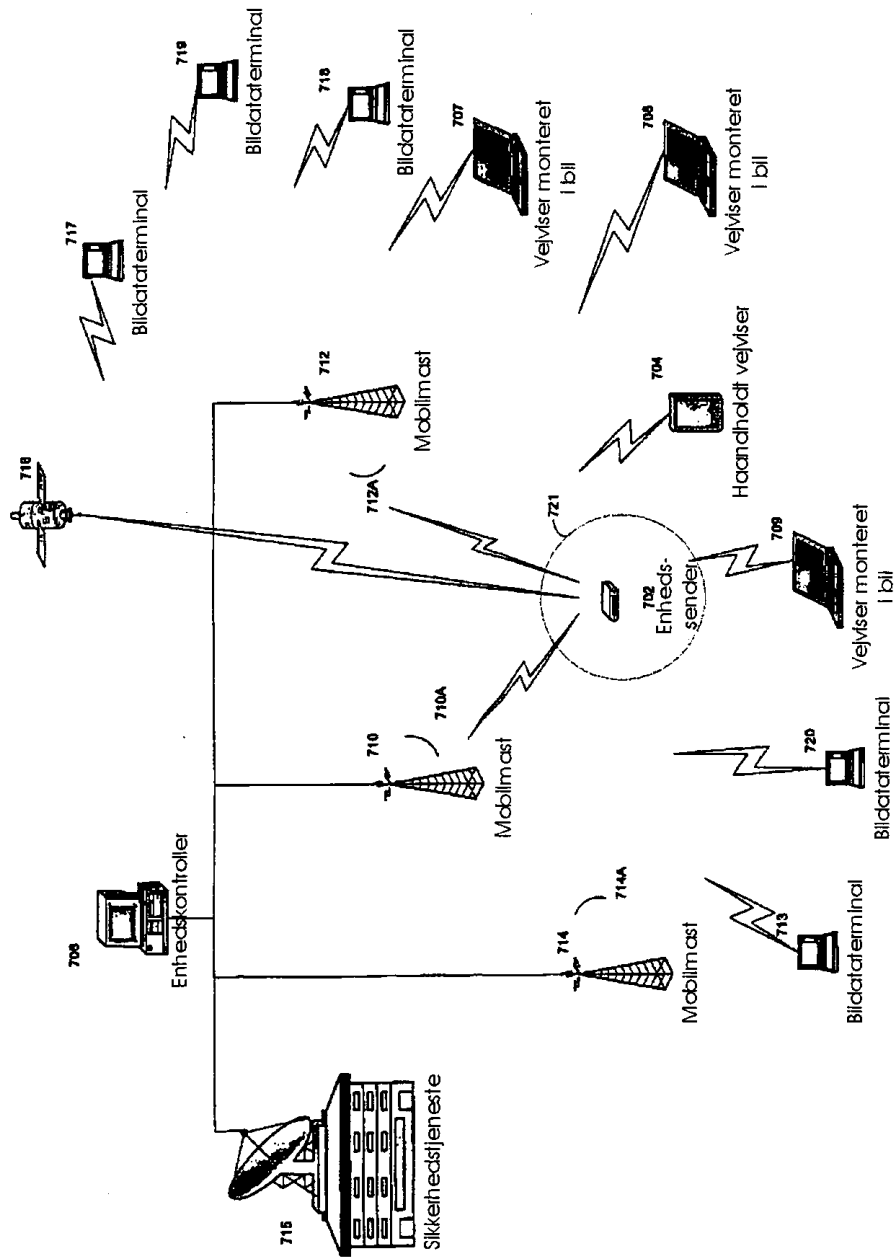 716
717
Bildataterminal
719
Bildataterminal
718
Bildataterminal
706
Enhedskontroller
715
Sikkerhedstjeneste
710
710A
Mobilmast
712
712A
Mobilmast
707
Vejviser monteret
I bil
708
Vejviser monteret
I bil
714
714A
Mobilmast
721
702
Enheds-
sender
704
Haandholdt vejviser
709
Vejviser monteret
I bil
720
Bildataterminal
713
Bildataterminal